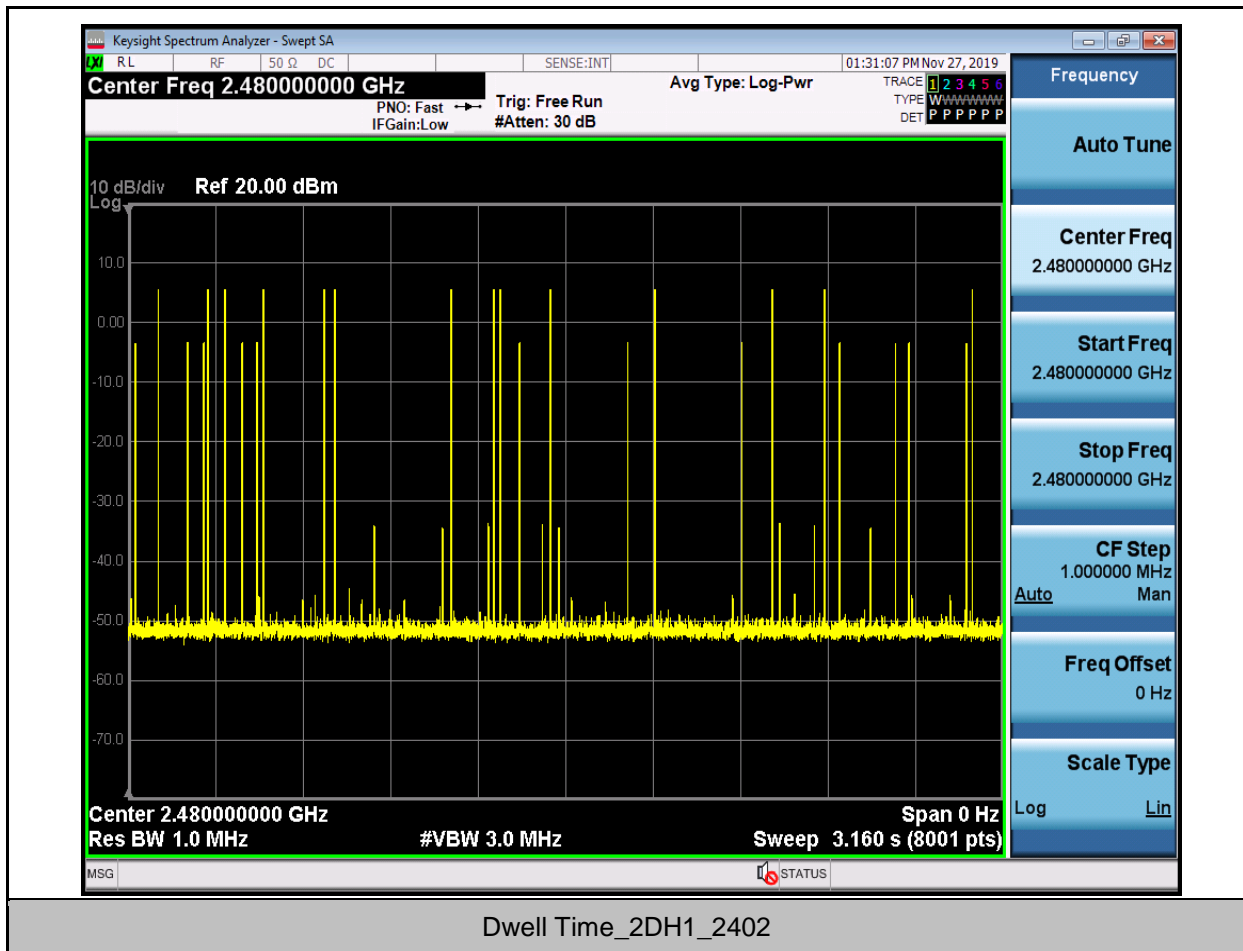 Keysight Spectrum Analyzer - Swept SA
LXI RL RF 50 Ω DC SENSE:INT 01:31:07 PM Nov 27, 2019
Center Freq 2.480000000 GHz
PNO: Fast
IFGain:Low
Trig: Free Run
#Atten: 30 dB
Avg Type: Log-Pwr
TRACE 1 2 3 4 5 6
TYPE WWWWWW
DET P P P P P P
10 dB/div Ref 20.00 dBm
Log
10.0
0.00
-10.0
-20.0
-30.0
-40.0
-50.0
-60.0
-70.0
Center 2.480000000 GHz Span 0 Hz
Res BW 1.0 MHz #VBW 3.0 MHz Sweep 3.160 s (8001 pts)
MSG STATUS
Frequency
Auto Tune
Center Freq
2.480000000 GHz
Start Freq
2.480000000 GHz
Stop Freq
2.480000000 GHz
CF Step
1.000000 MHz
Auto Man
Freq Offset
0 Hz
Scale Type
Log Lin
Dwell Time_2DH1_2402